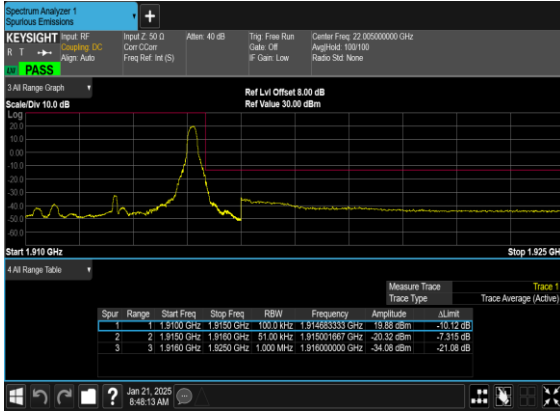 Spectrum Analyzer 1
Spurious Emissions
+
KEYSIGHT Input: RF Input Z: 50 Ω Atten: 40 dB Trig: Free Run Center Freq: 22.005000000 GHz
R T Coupling: DC Corr CCorr Gate: Off Avg|Hold: 100/100
Align: Auto Freq Ref: Int (S) IF Gain: Low Radio Std: None
PASS
3 All Range Graph
Ref Lvl Offset 8.00 dB
Scale/Div 10.0 dB Ref Value 30.00 dBm
Log
20.0
10.0
0.00
-10.0
-20.0
-30.0
-40.0
-50.0
-60.0
Start 1.910 GHz Stop 1.925 GH
4 All Range Table
Measure Trace Trace 1
Trace Type Trace Average (Active)
Spur Range Start Freq Stop Freq RBW Frequency Amplitude ΔLimit
1 1 1.9100 GHz 1.9150 GHz 100.0 kHz 1.914683333 GHz 19.88 dBm -10.12 dB
2 2 1.9150 GHz 1.9160 GHz 51.00 kHz 1.915001667 GHz -20.32 dBm -7.315 dB
3 3 1.9160 GHz 1.9250 GHz 1.000 MHz 1.916000000 GHz -34.08 dBm -21.08 dB
? Jan 21, 2025
8:48:13 AM